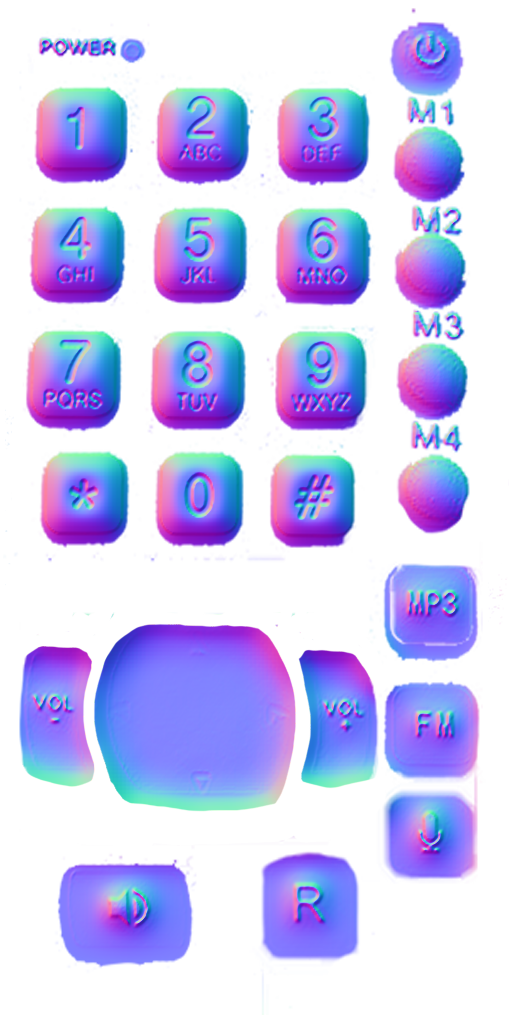 POWER
M1
1 2 3
ABC DEF
M2
4 5 6
GHI JKL MNO
M3
7 8 9
PQRS TUV WXYZ
M4
* 0 #
MP3
VOL - VOL +
FM
R